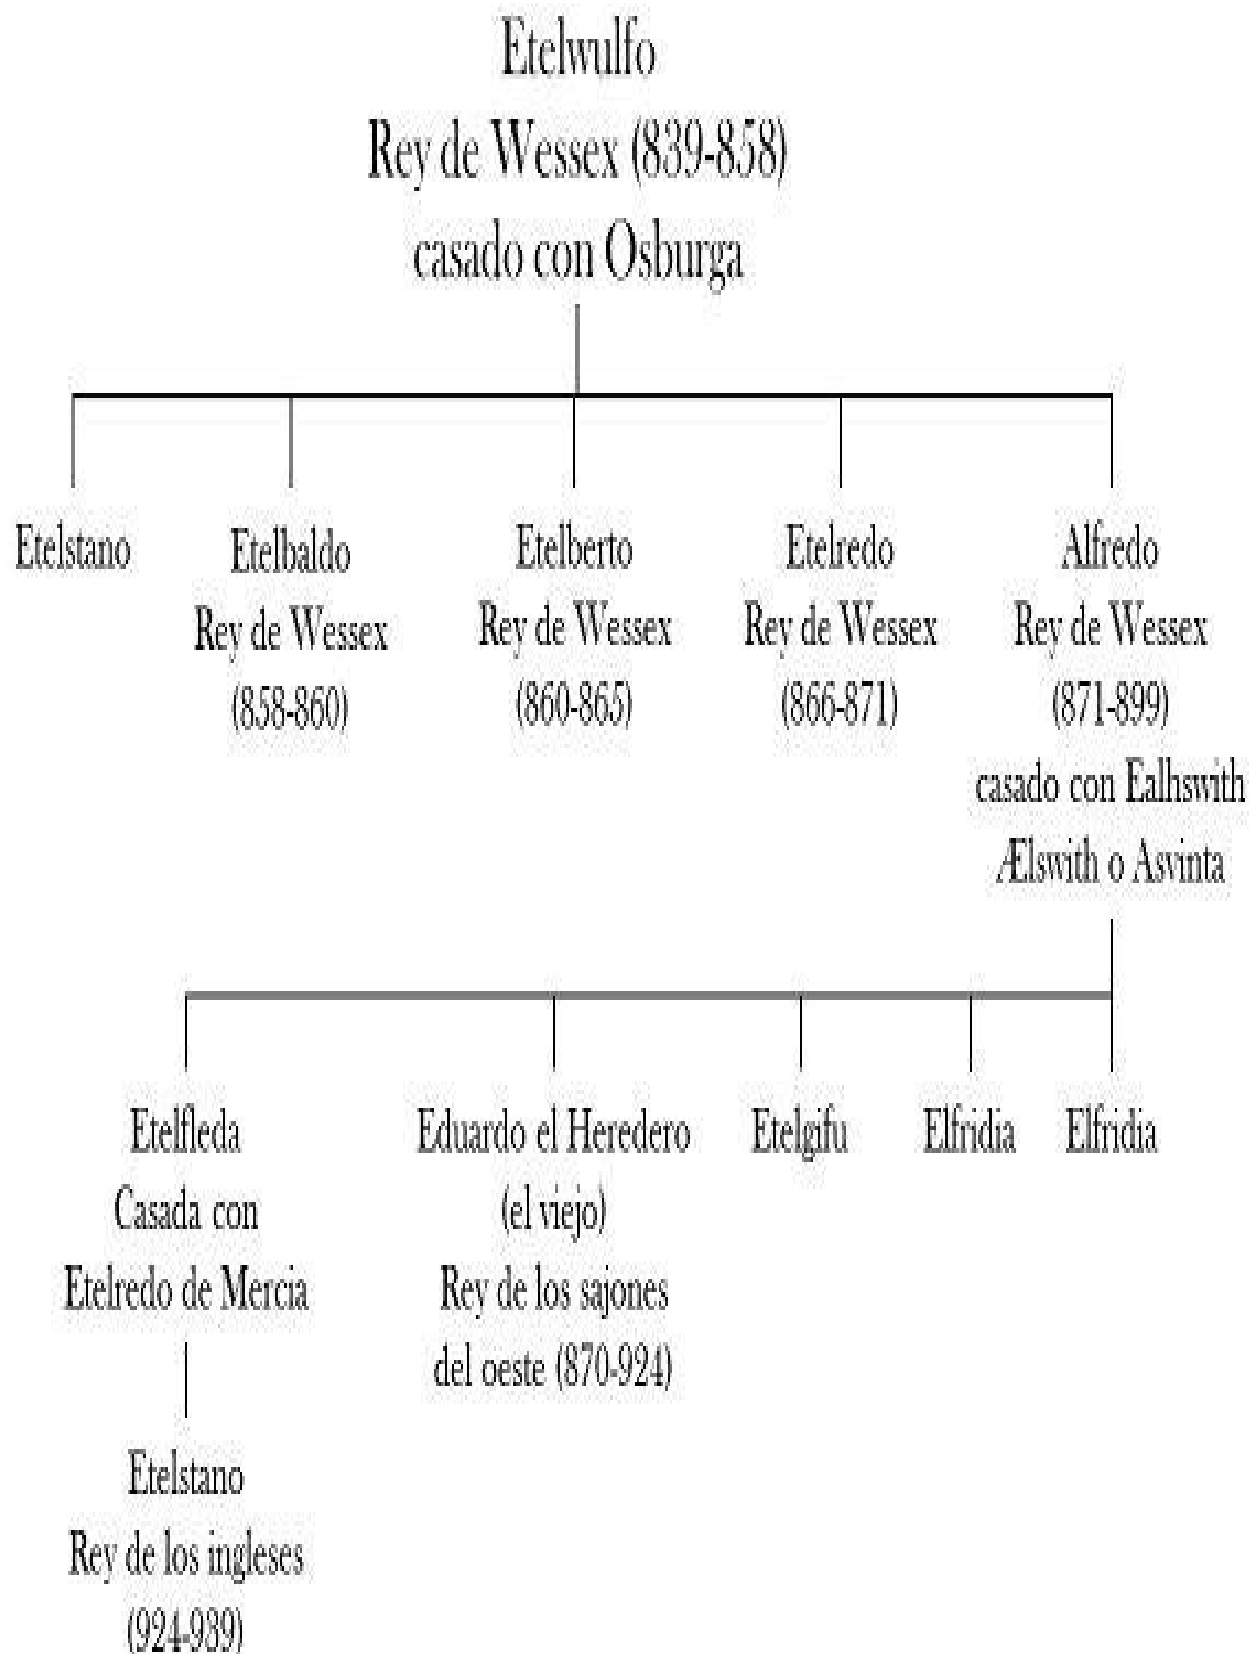 Etelwulfo
Rey de Wessex (839-858)
casado con Osburga
Etelstano
Etelbaldo
Rey de Wessex
(858-860)
Etelberto
Rey de Wessex
(860-865)
Etelredo
Rey de Wessex
(866-871)
Alfredo
Rey de Wessex
(871-899)
casado con Ealhswith
Ælswith o Asvinta
Etelfleda
Casada con
Etelredo de Mercia
Eduardo el Heredero
(el viejo)
Rey de los sajones
del oeste (870-924)
Etelgifu
Elfridia
Elfridia
Etelstano
Rey de los ingleses
(924-939)